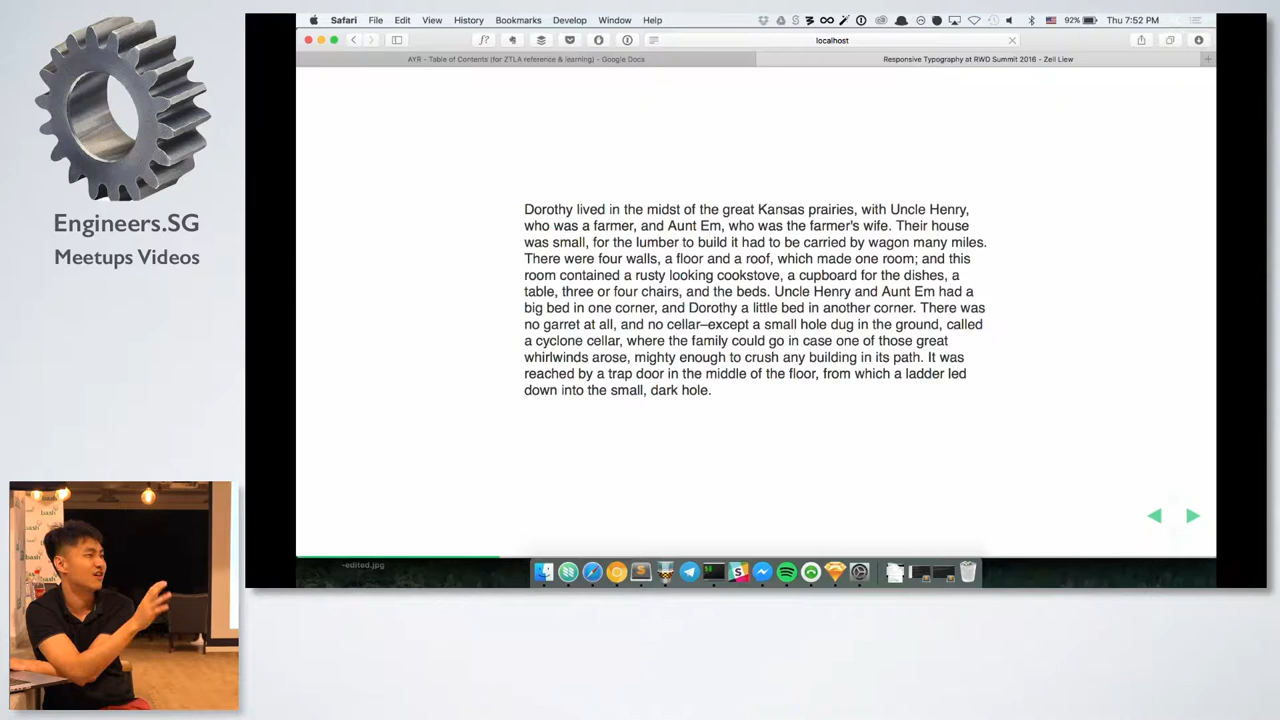 Safari File Edit View History Bookmarks Develop Window Help
92% Thu 7:52 PM
f?
localhost
AYR - Table of Contents (for ZTLA reference & learning) - Google Docs
Responsive Typography at RWD Summit 2016 - Zell Liew
Engineers.SG
Meetups Videos
Dorothy lived in the midst of the great Kansas prairies, with Uncle Henry,
who was a farmer, and Aunt Em, who was the farmer's wife. Their house
was small, for the lumber to build it had to be carried by wagon many miles.
There were four walls, a floor and a roof, which made one room; and this
room contained a rusty looking cookstove, a cupboard for the dishes, a
table, three or four chairs, and the beds. Uncle Henry and Aunt Em had a
big bed in one corner, and Dorothy a little bed in another corner. There was
no garret at all, and no cellar–except a small hole dug in the ground, called
a cyclone cellar, where the family could go in case one of those great
whirlwinds arose, mighty enough to crush any building in its path. It was
reached by a trap door in the middle of the floor, from which a ladder led
down into the small, dark hole.
-edited.jpg
bash